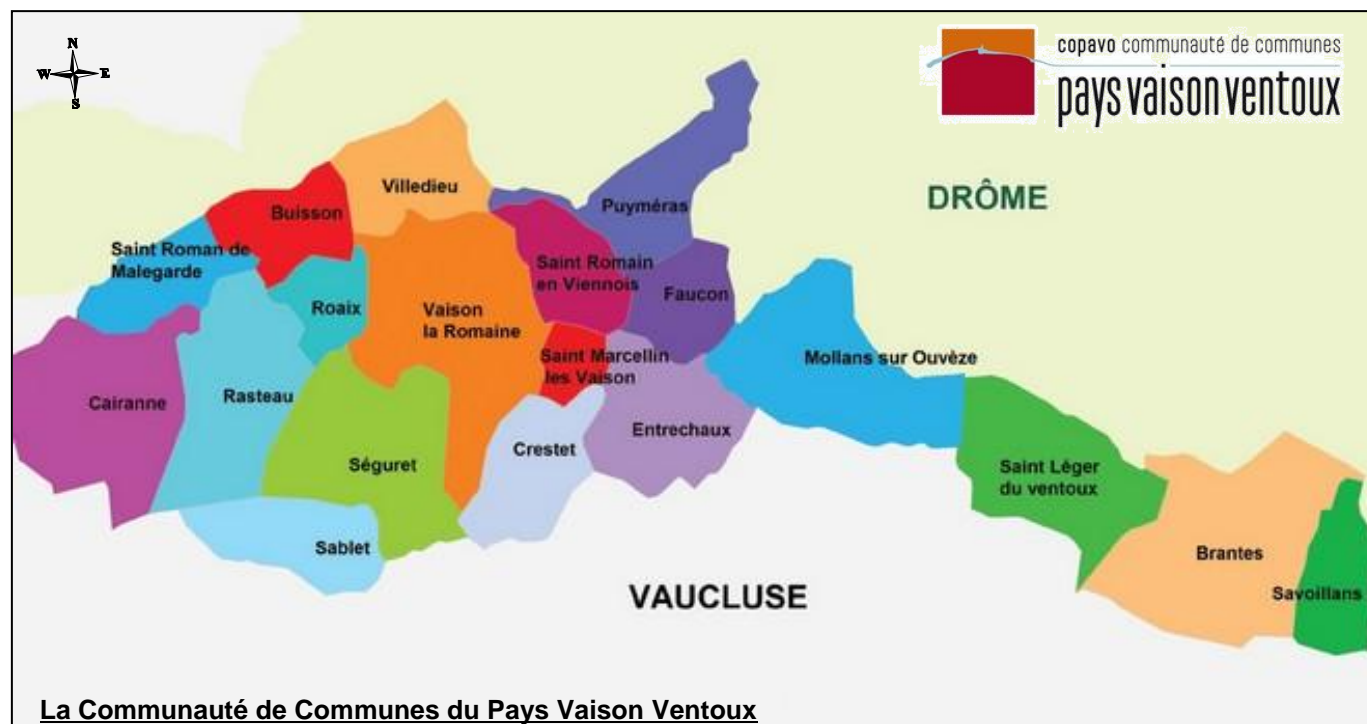 N
W E
S
copavo communauté de communes
pays vaison ventoux
DRÔME
Villedieu
Puyméras
Buisson
Saint Roman de
Malegarde
Saint Romain
en Viennois
Faucon
Roaix
Vaison
la Romaine
Saint Marcellin
les Vaison
Mollans sur Ouvèze
Cairanne
Rasteau
Entrechaux
Crestet
Séguret
Saint Léger
du ventoux
Sablet
Brantes
Savoillans
VAUCLUSE
La Communauté de Communes du Pays Vaison Ventoux